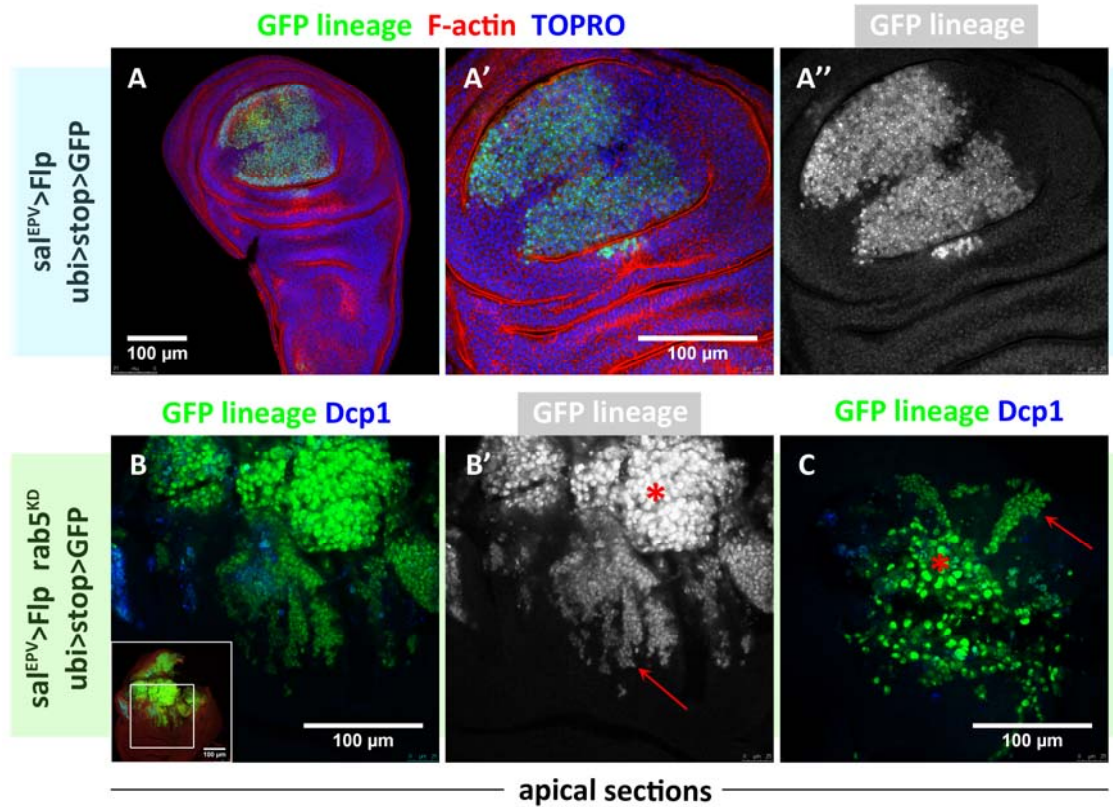 GFP lineage F-actin TOPRO
GFP lineage
sal^EPV>Flp
ubi>stop>GFP
A
100 µm
A'
100 µm
A''
GFP lineage Dcp1
GFP lineage
GFP lineage Dcp1
sal^EPV>Flp rab5^KD
ubi>stop>GFP
B
100 µm
100 µm
B'
*
C
*
100 µm
apical sections